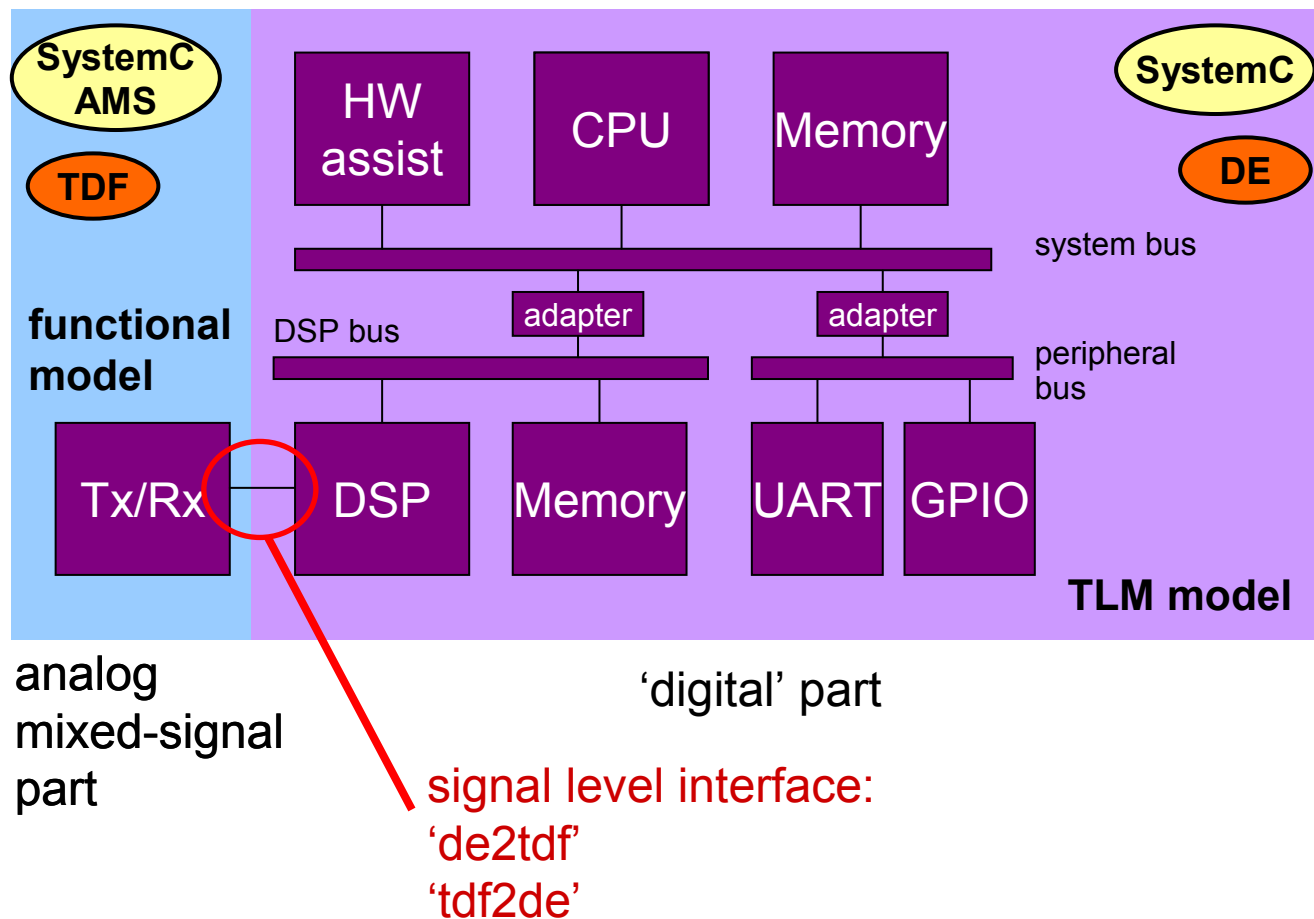 SystemC
AMS
SystemC
TDF
DE
HW
assist
CPU
Memory
system bus
adapter
adapter
functional
model
DSP bus
peripheral
bus
Tx/Rx
DSP
Memory
UART
GPIO
TLM model
analog
mixed-signal
part
‘digital’ part
signal level interface:
‘de2tdf’
‘tdf2de’